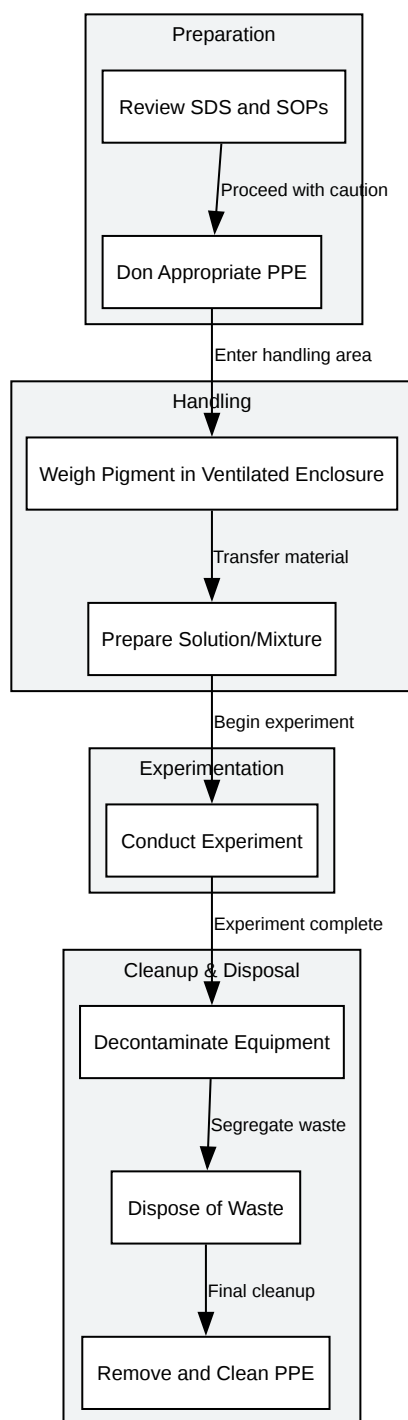 Preparation
Review SDS and SOPs
Proceed with caution
Don Appropriate PPE
Enter handling area
Handling
Weigh Pigment in Ventilated Enclosure
Transfer material
Prepare Solution/Mixture
Begin experiment
Experimentation
Conduct Experiment
Experiment complete
Cleanup & Disposal
Decontaminate Equipment
Segregate waste
Dispose of Waste
Final cleanup
Remove and Clean PPE